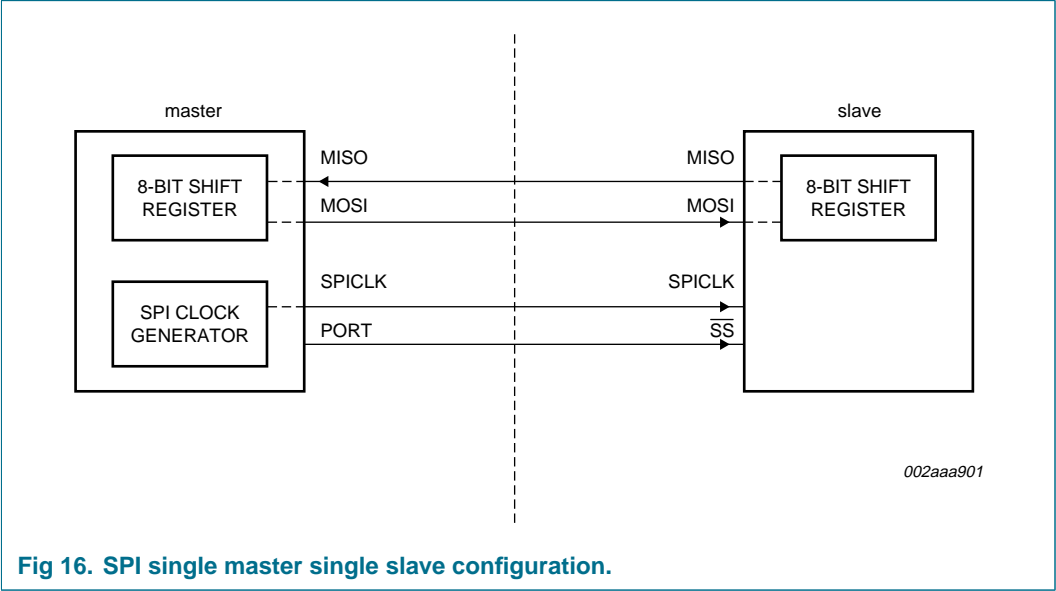 master
slave
MISO
MISO
8-BIT SHIFT
REGISTER
8-BIT SHIFT
REGISTER
MOSI
MOSI
SPICLK
SPICLK
SPI CLOCK
GENERATOR
PORT
S̅S̅
002aaa901
Fig 16. SPI single master single slave configuration.